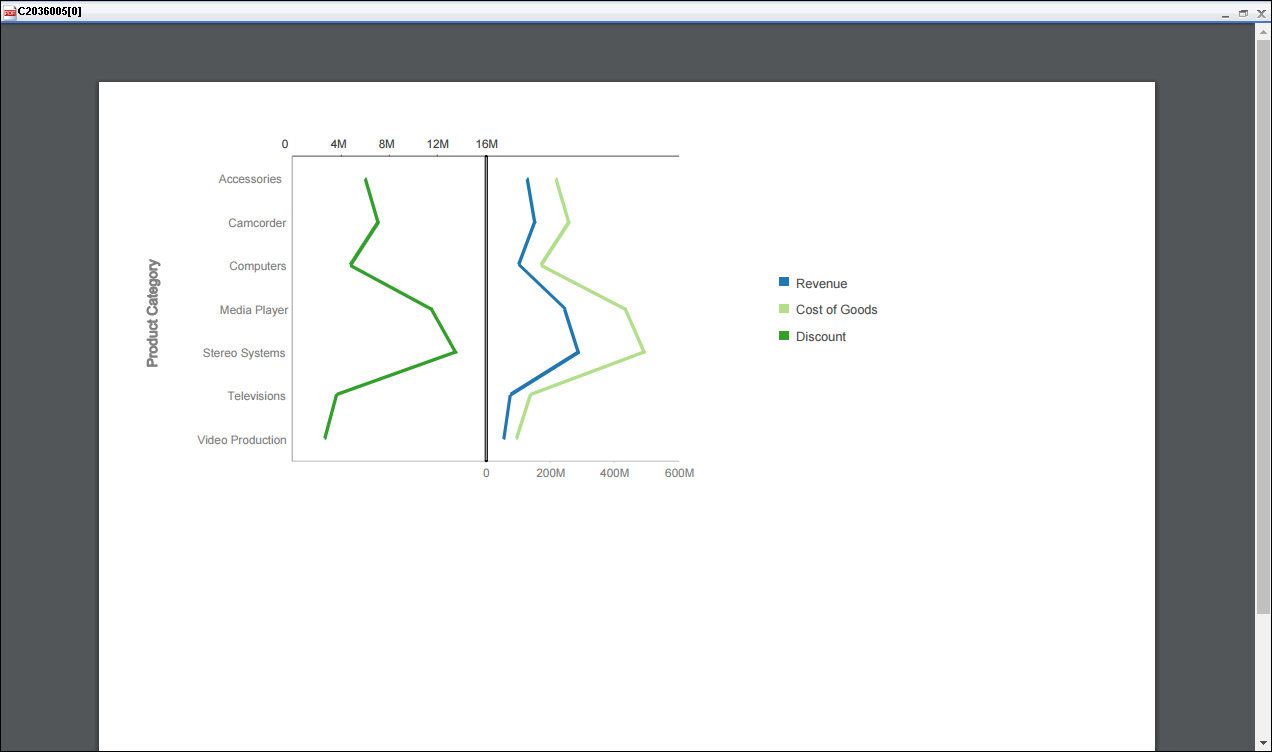 C2036005[0]
0 4M 8M 12M 16M
Accessories
Camcorder
Computers
Media Player
Stereo Systems
Televisions
Video Production
Product Category
0 200M 400M 600M
Revenue
Cost of Goods
Discount